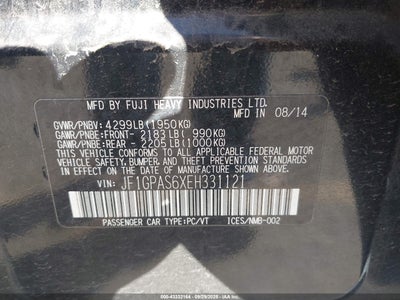 MFD BY FUJI HEAVY INDUSTRIES LTD.
MFD IN 08/14
GVWR/PNBV: 4299LB(1950KG)
GAWR/PNBE:FRONT- 2183LB( 990KG)
GAWR/PNBE:REAR - 2205LB(1000KG)
THIS VEHICLE CONFORMS TO ALL APPLICABLE FEDERAL MOTOR VEHICLE
SAFETY, BUMPER, AND THEFT PREVENTION STANDARDS
IN EFFECT ON THE DATE OF MANUFACTURE SHOWN ABOVE.
VIN: JF1GPAS6XEH331121
PASSENGER CAR TYPE:PC/VT ICES/NMB-002